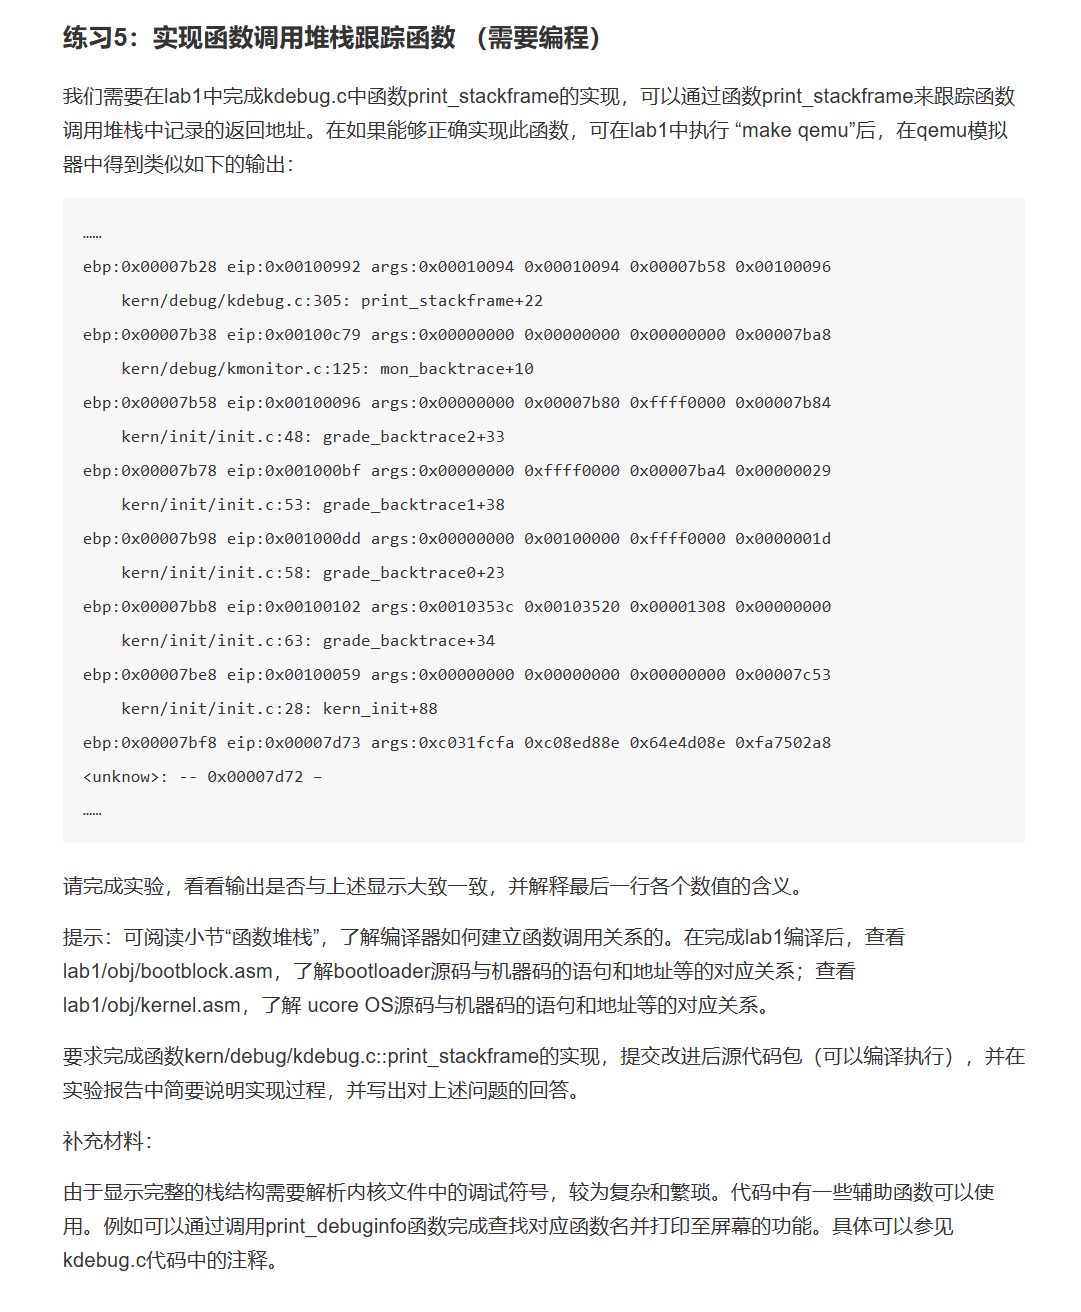 练习5：实现函数调用堆栈跟踪函数 （需要编程）
我们需要在lab1中完成kdebug.c中函数print_stackframe的实现，可以通过函数print_stackframe来跟踪函数
调用堆栈中记录的返回地址。在如果能够正确实现此函数，可在lab1中执行 “make qemu”后，在qemu模拟
器中得到类似如下的输出：
……
ebp:0x00007b28 eip:0x00100992 args:0x00010094 0x00010094 0x00007b58 0x00100096
    kern/debug/kdebug.c:305: print_stackframe+22
ebp:0x00007b38 eip:0x00100c79 args:0x00000000 0x00000000 0x00000000 0x00007ba8
    kern/debug/kmonitor.c:125: mon_backtrace+10
ebp:0x00007b58 eip:0x00100096 args:0x00000000 0x00007b80 0xffff0000 0x00007b84
    kern/init/init.c:48: grade_backtrace2+33
ebp:0x00007b78 eip:0x001000bf args:0x00000000 0xffff0000 0x00007ba4 0x00000029
    kern/init/init.c:53: grade_backtrace1+38
ebp:0x00007b98 eip:0x001000dd args:0x00000000 0x00100000 0xffff0000 0x0000001d
    kern/init/init.c:58: grade_backtrace0+23
ebp:0x00007bb8 eip:0x00100102 args:0x0010353c 0x00103520 0x00001308 0x00000000
    kern/init/init.c:63: grade_backtrace+34
ebp:0x00007be8 eip:0x00100059 args:0x00000000 0x00000000 0x00000000 0x00007c53
    kern/init/init.c:28: kern_init+88
ebp:0x00007bf8 eip:0x00007d73 args:0xc031fcfa 0xc08ed88e 0x64e4d08e 0xfa7502a8
<unknow>: -- 0x00007d72 –
……
请完成实验，看看输出是否与上述显示大致一致，并解释最后一行各个数值的含义。
提示：可阅读小节“函数堆栈”，了解编译器如何建立函数调用关系的。在完成lab1编译后，查看
lab1/obj/bootblock.asm，了解bootloader源码与机器码的语句和地址等的对应关系；查看
lab1/obj/kernel.asm，了解 ucore OS源码与机器码的语句和地址等的对应关系。
要求完成函数kern/debug/kdebug.c::print_stackframe的实现，提交改进后源代码包（可以编译执行），并在
实验报告中简要说明实现过程，并写出对上述问题的回答。
补充材料：
由于显示完整的栈结构需要解析内核文件中的调试符号，较为复杂和繁琐。代码中有一些辅助函数可以使
用。例如可以通过调用print_debuginfo函数完成查找对应函数名并打印至屏幕的功能。具体可以参见
kdebug.c代码中的注释。